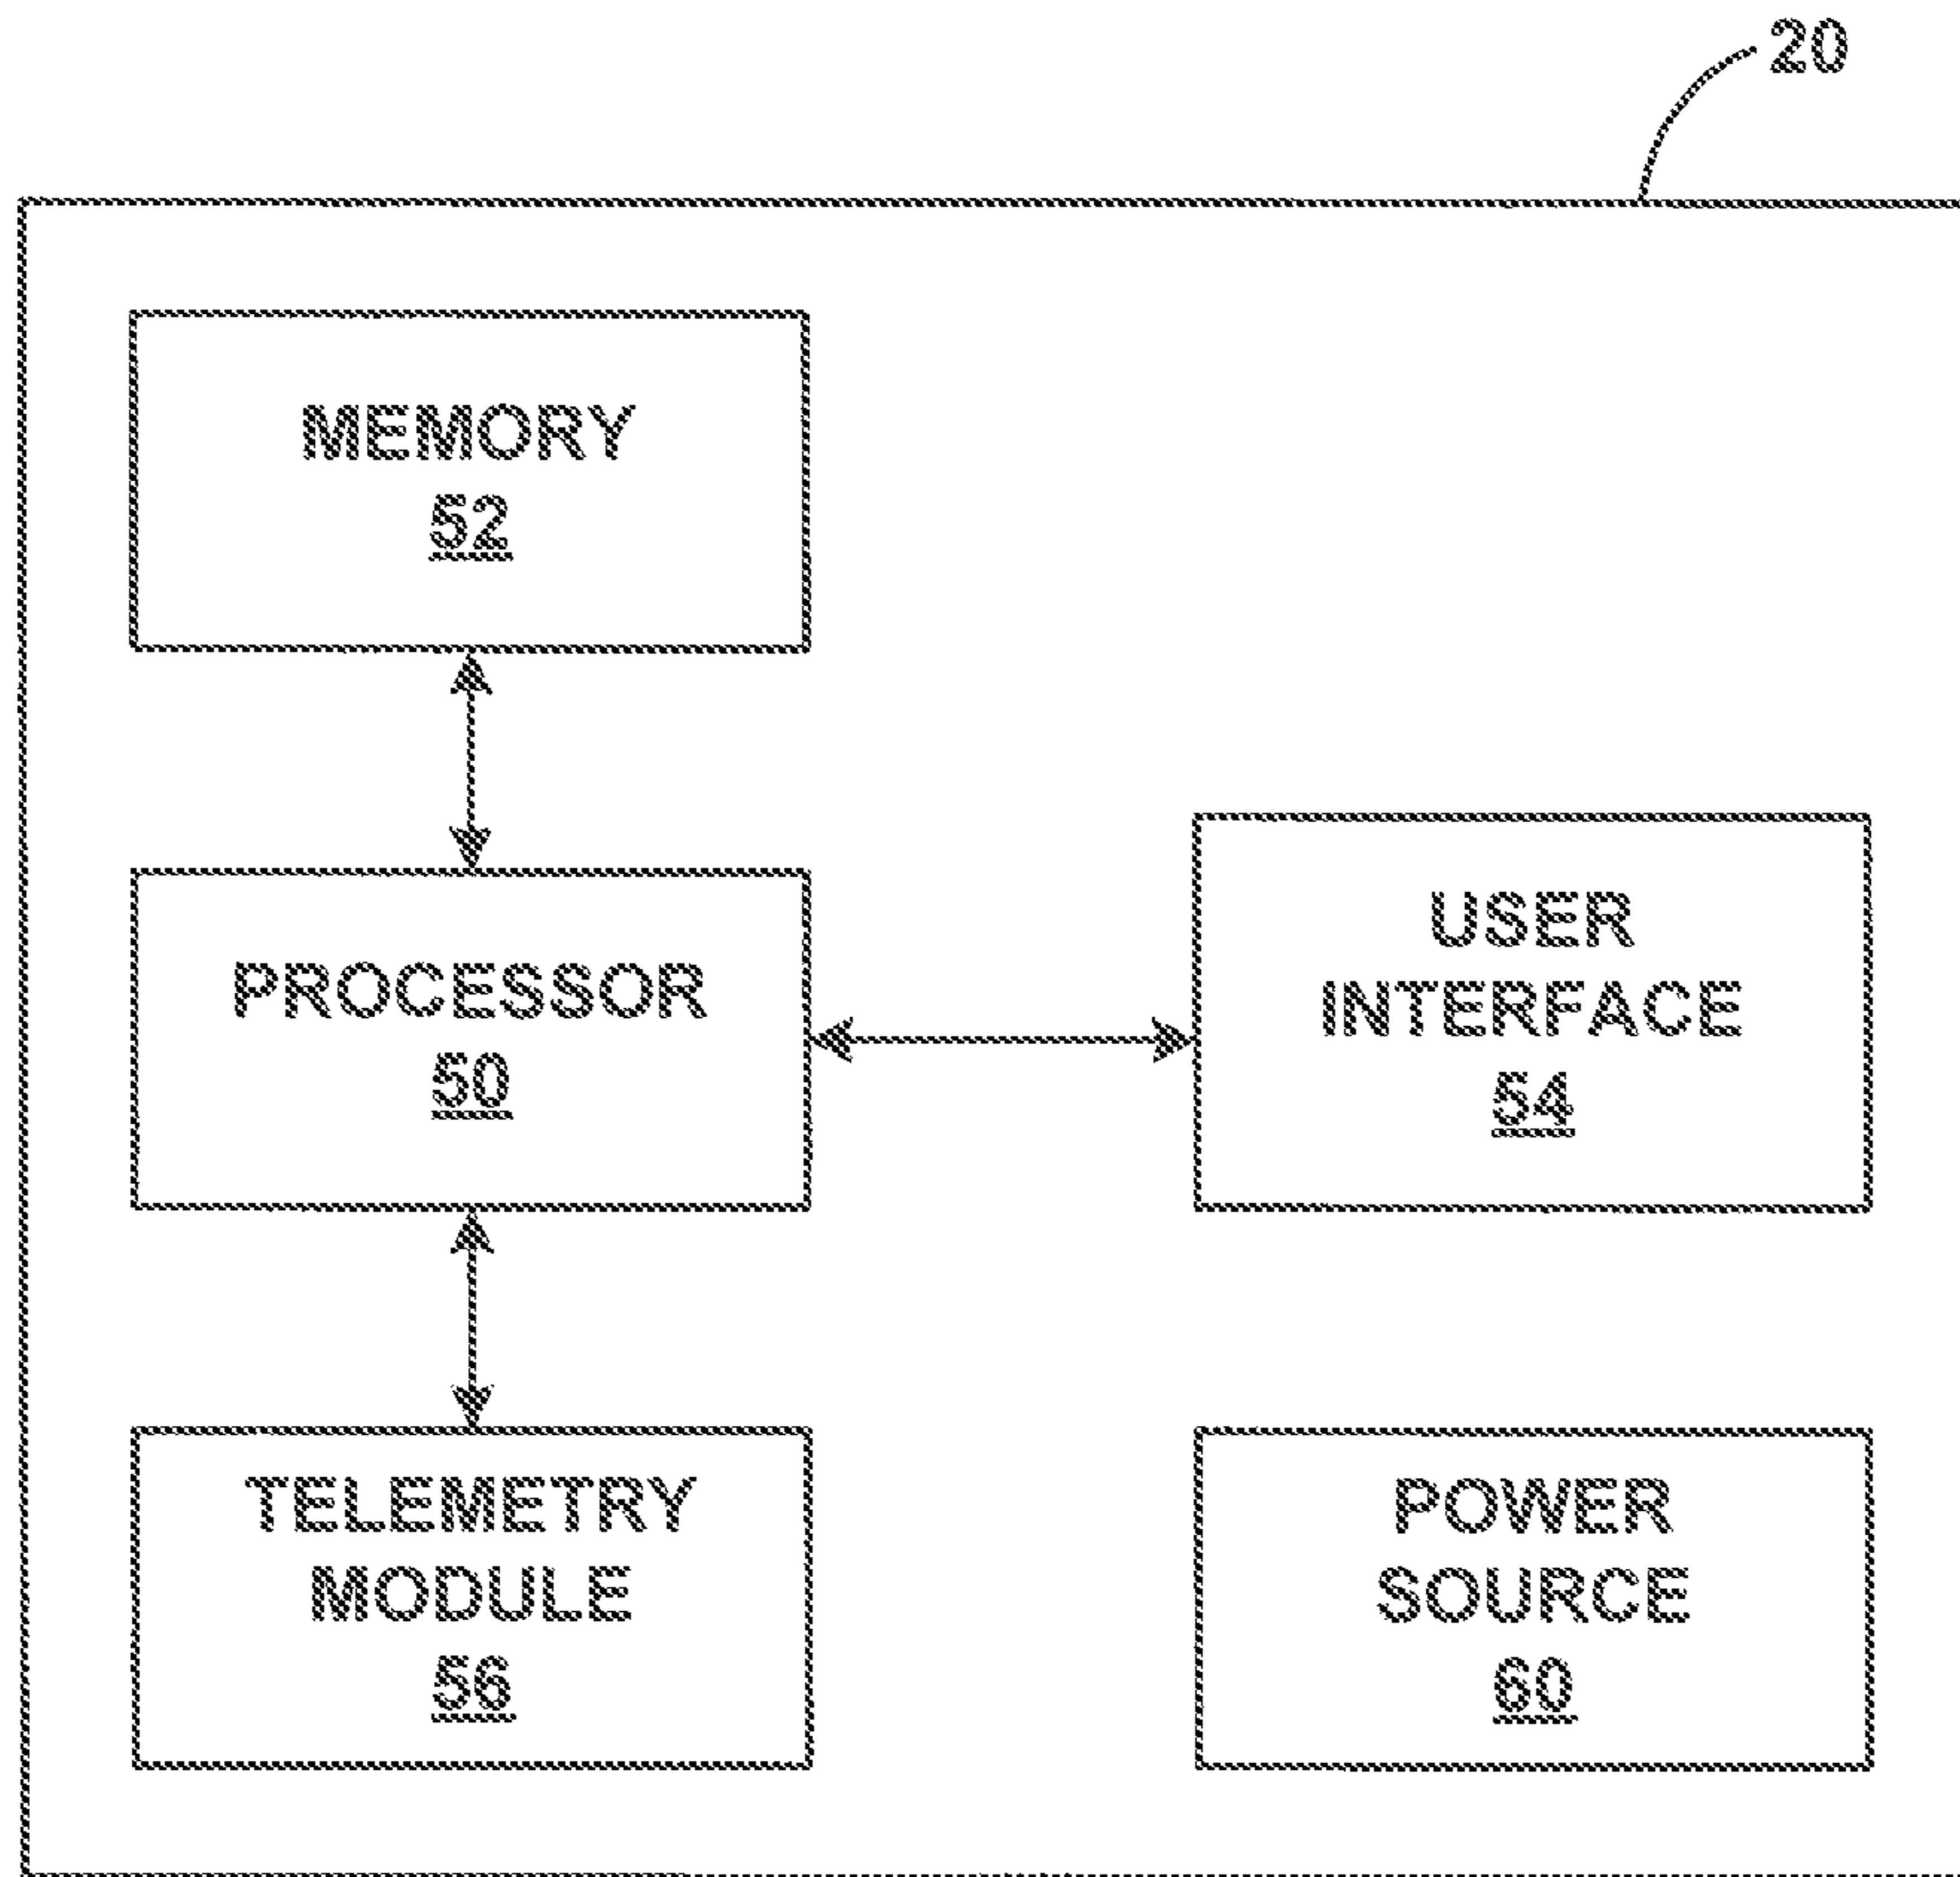 20
MEMORY
52
PROCESSOR
50
USER
INTERFACE
54
TELEMETRY
MODULE
56
POWER
SOURCE
60